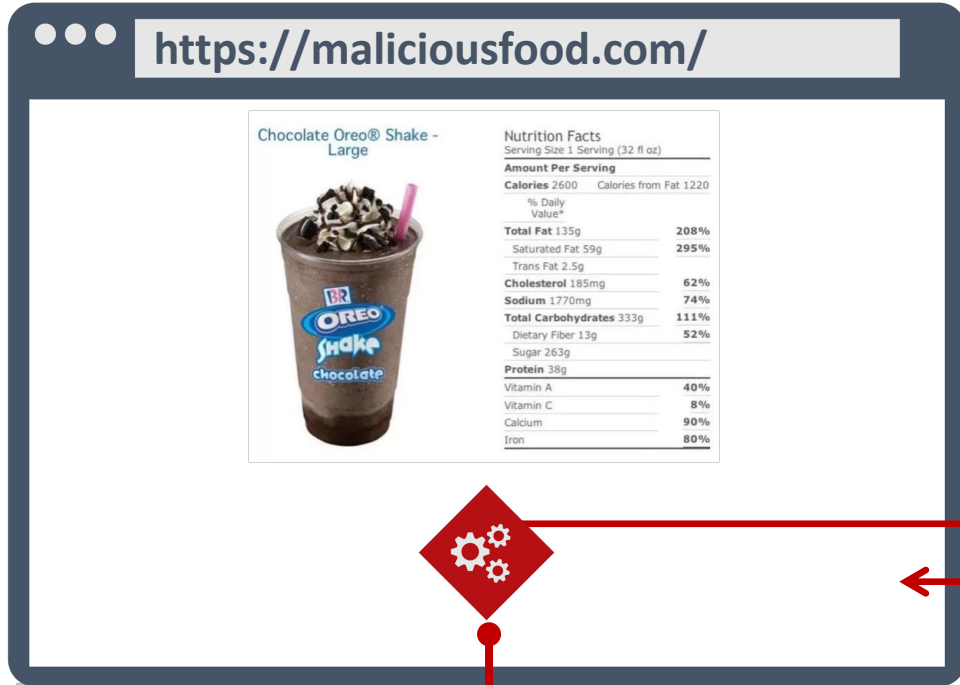 https://maliciousfood.com/
Chocolate Oreo® Shake -
Large
BR
OREO
SHake
chocolate
Nutrition Facts
Serving Size 1 Serving (32 fl oz)
Amount Per Serving
Calories 2600 Calories from Fat 1220
% Daily
Value*
Total Fat 135g 208%
Saturated Fat 59g 295%
Trans Fat 2.5g
Cholesterol 185mg 62%
Sodium 1770mg 74%
Total Carbohydrates 333g 111%
Dietary Fiber 13g 52%
Sugar 263g
Protein 38g
Vitamin A 40%
Vitamin C 8%
Calcium 90%
Iron 80%